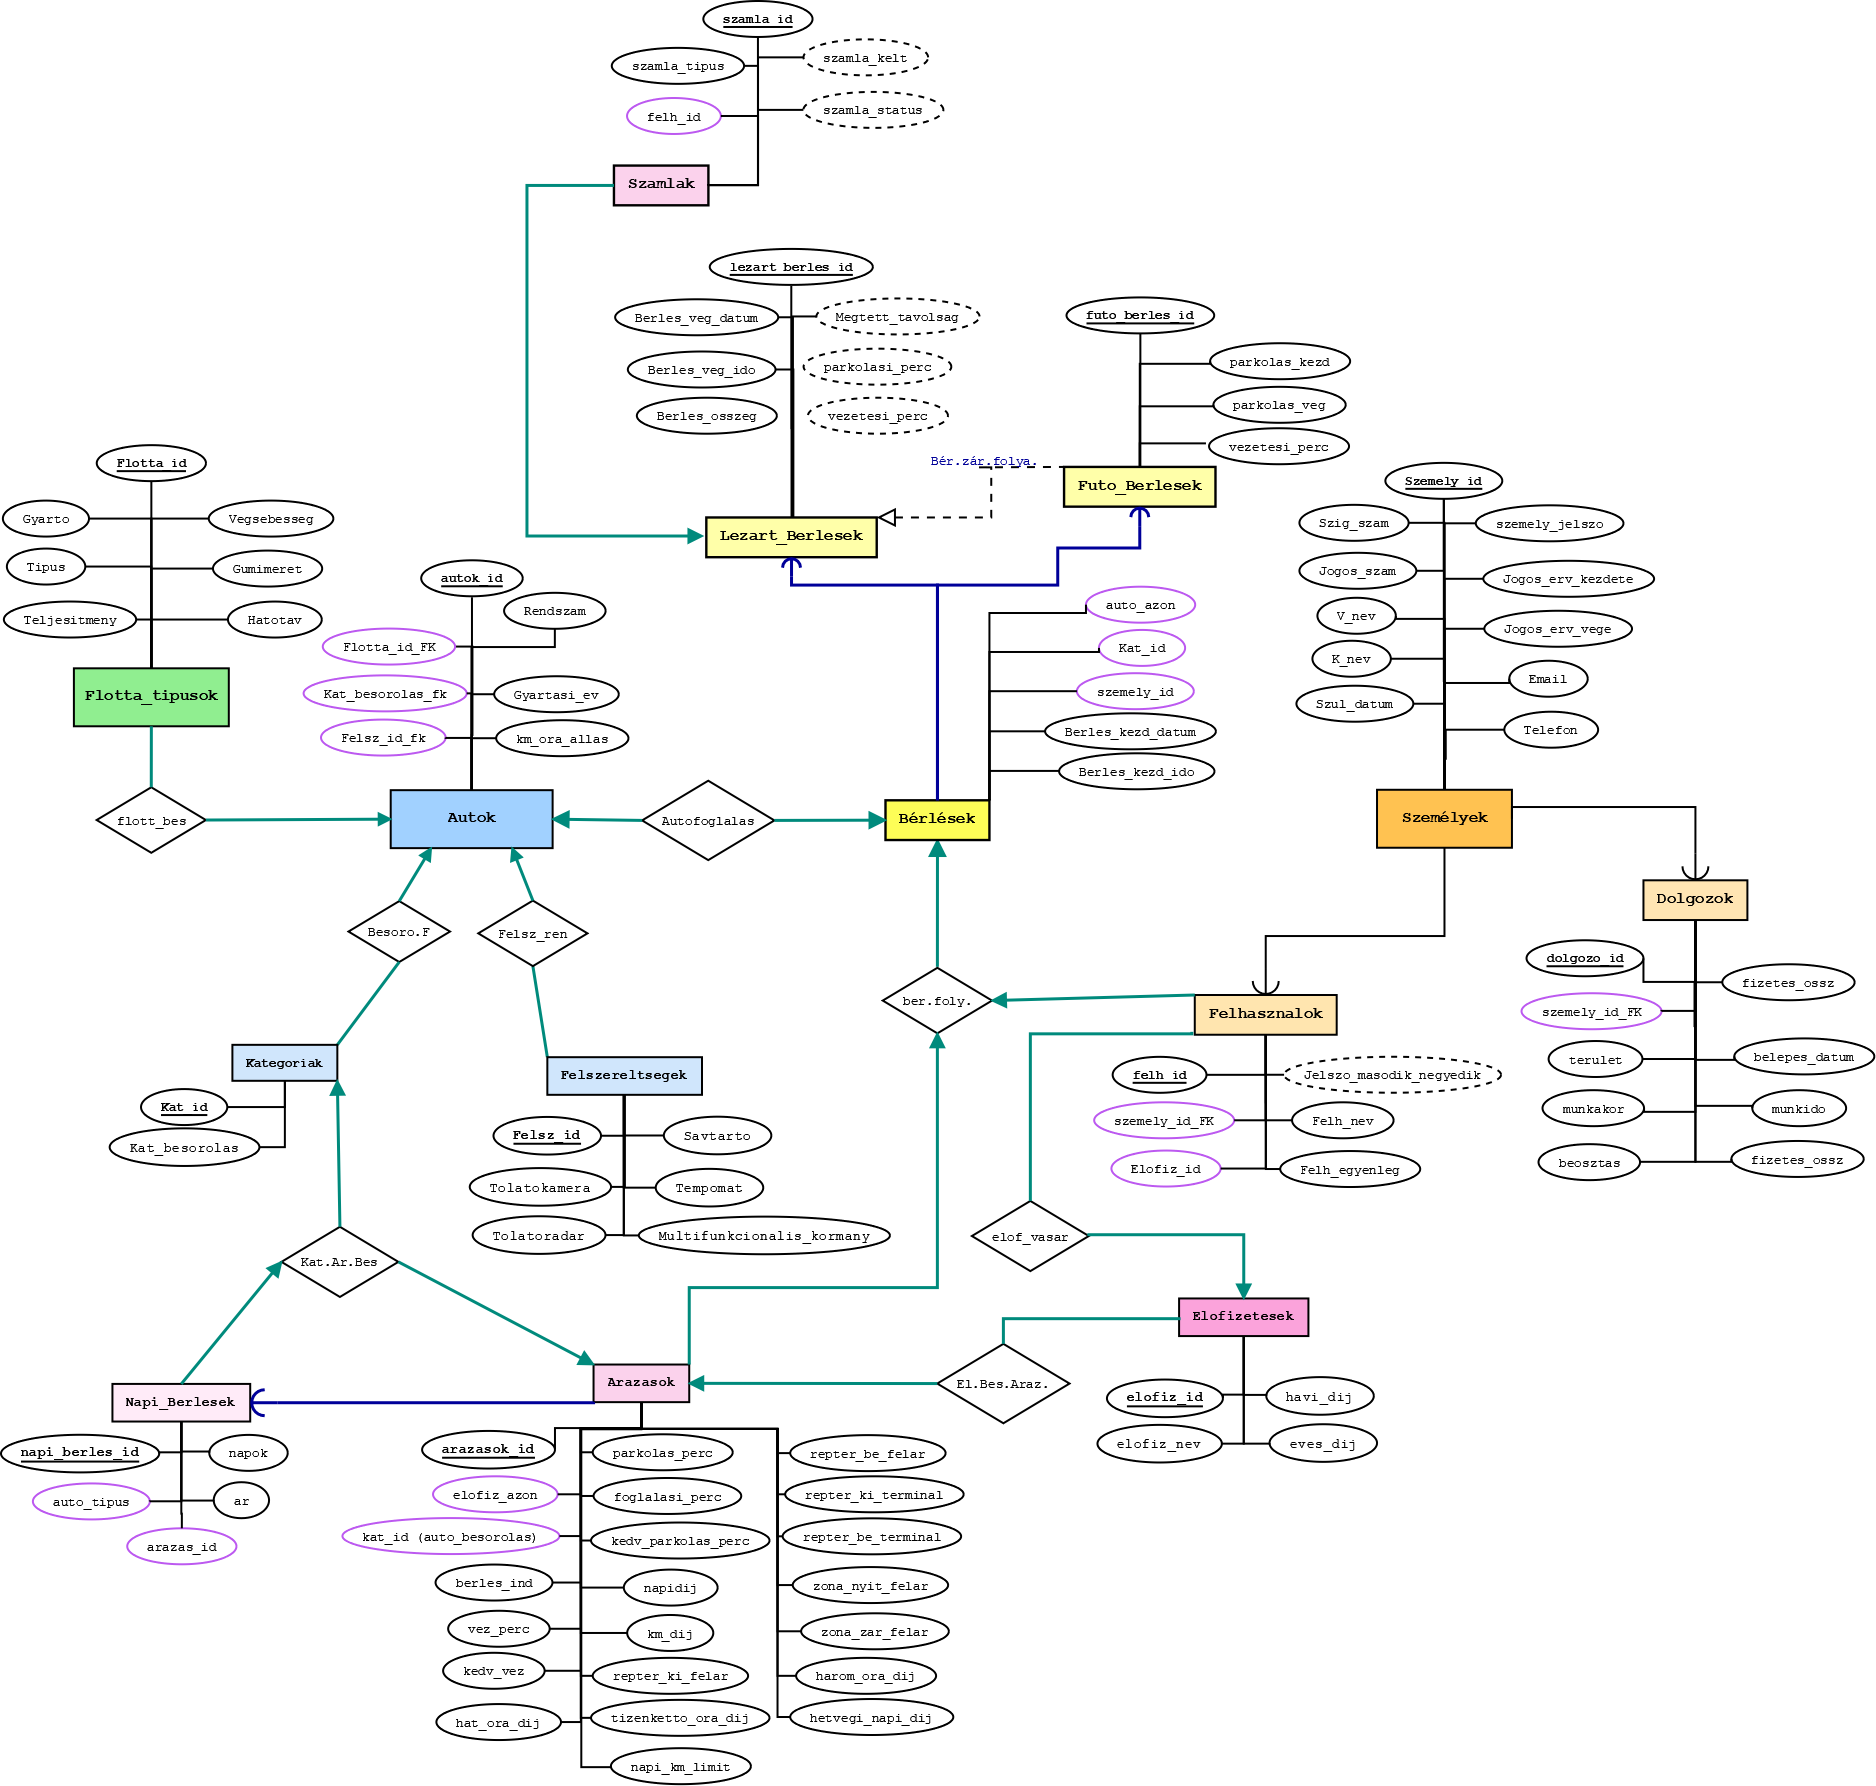 szamla_id
szamla_tipus
szamla_kelt
felh_id
szamla_status
Szamlak
lezart_berles_id
Berles_veg_datum
Megtett_tavolsag
Berles_veg_ido
parkolasi_perc
Berles_osszeg
vezetesi_perc
futo_berles_id
parkolas_kezd
parkolas_veg
vezetesi_perc
Bér.zár.folya.
Futo_Berlesek
Lezart_Berlesek
Flotta_id
Gyarto
Vegsebesseg
Tipus
Gumimeret
Teljesitmeny
Hatotav
Flotta_tipusok
autok_id
Rendszam
Flotta_id_FK
Kat_besorolas_fk
Gyartasi_ev
Felsz_id_fk
km_ora_allas
auto_azon
Kat_id
szemely_id
Berles_kezd_datum
Berles_kezd_ido
Szemely_id
Szig_szam
szemely_jelszo
Jogos_szam
Jogos_erv_kezdete
V_nev
Jogos_erv_vege
K_nev
Email
Szul_datum
Telefon
flott_bes
Autok
Autofoglalas
Bérlések
Személyek
Dolgozok
Besoro.F
Felsz_ren
ber.foly.
Felhasznalok
dolgozo_id
fizetes_ossz
szemely_id_FK
terulet
belepes_datum
munkakor
munkido
beosztas
fizetes_ossz
Kategoriak
Kat_id
Kat_besorolas
Felszereltsegek
Felsz_id
Savtarto
Tolatokamera
Tempomat
Tolatoradar
Multifunkcionalis_kormany
felh_id
Jelszo_masodik_negyedik
szemely_id_FK
Felh_nev
Elofiz_id
Felh_egyenleg
elof_vasar
Kat.Ar.Bes
Elofizetesek
El.Bes.Araz.
Arazasok
Napi_Berlesek
napi_berles_id
napok
auto_tipus
ar
arazas_id
elofiz_id
havi_dij
elofiz_nev
eves_dij
arazasok_id
parkolas_perc
repter_be_felar
elofiz_azon
foglalasi_perc
repter_ki_terminal
kat_id (auto_besorolas)
kedv_parkolas_perc
repter_be_terminal
berles_ind
napidij
zona_nyit_felar
vez_perc
km_dij
zona_zar_felar
kedv_vez
repter_ki_felar
harom_ora_dij
hat_ora_dij
tizenketto_ora_dij
hetvegi_napi_dij
napi_km_limit